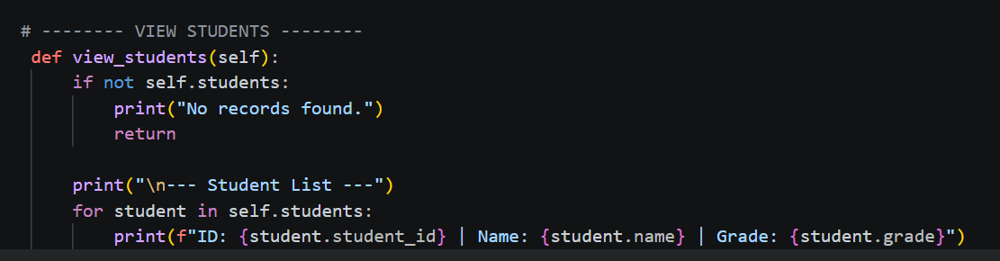 # -------- VIEW STUDENTS --------
 def view_students(self):
     if not self.students:
         print("No records found.")
         return

     print("\n--- Student List ---")
     for student in self.students:
         print(f"ID: {student.student_id} | Name: {student.name} | Grade: {student.grade}")